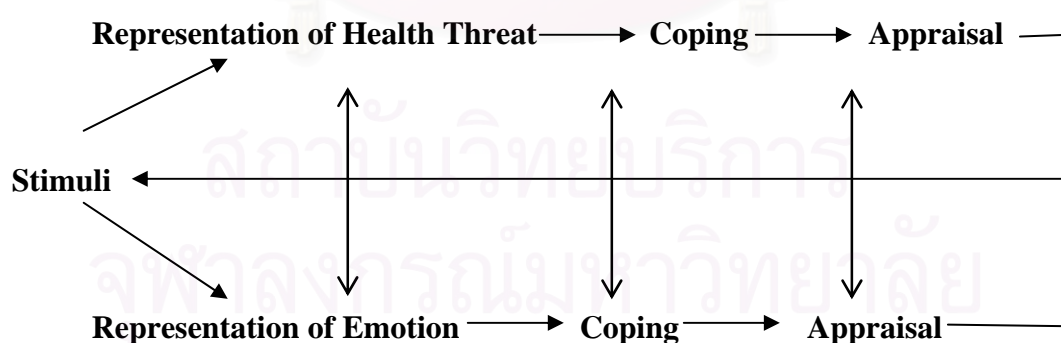 Representation of Health Threat Coping Appraisal
สถาบันวิทยบริการ
Stimuli
จุฬาลงกรณ์มหาวิทยาลัย
Representation of Emotion Coping Appraisal